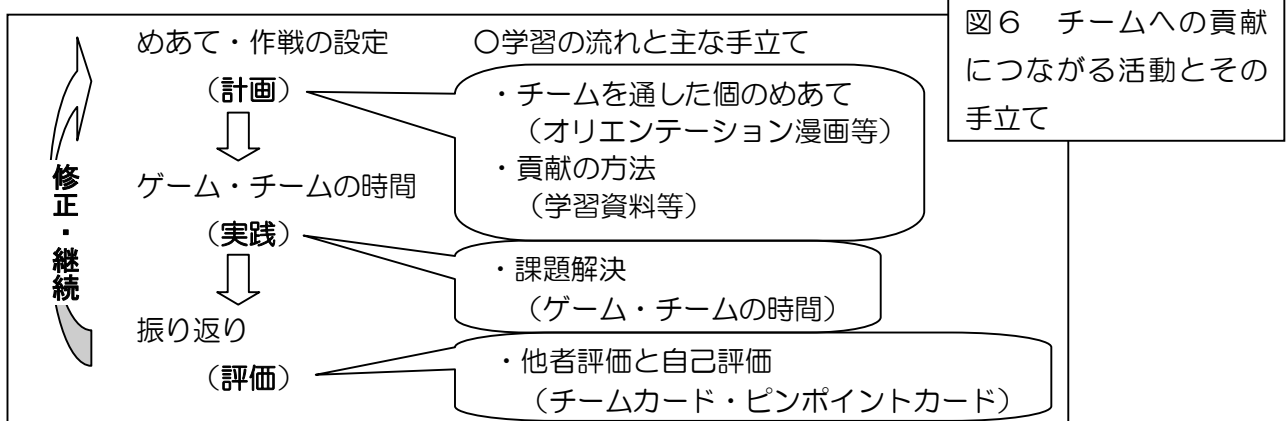 図6 チームへの貢献
につながる活動とその
手立て
めあて・作戦の設定 〇学習の流れと主な手立て
(計画)
・チームを通した個のめあて
(オリエンテーション漫画等)
・貢献の方法
(学習資料等)
ゲーム・チームの時間
(実践)
・課題解決
(ゲーム・チームの時間)
振り返り
(評価)
・他者評価と自己評価
(チームカード・ピンポイントカード)
修正・継続